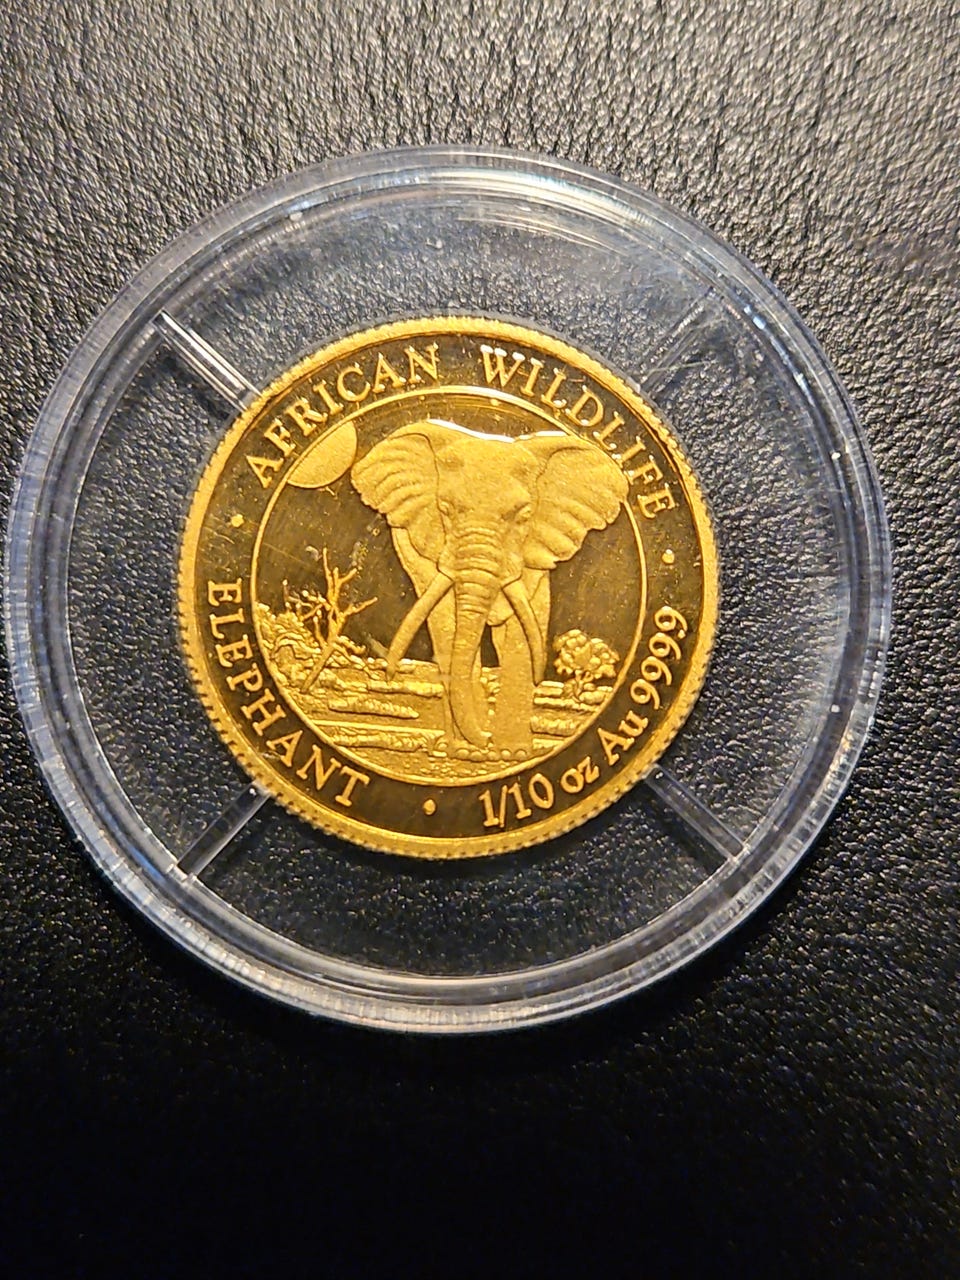 AFRICAN WILDLIFE
ELEPHANT
1/10 oz Au 9999